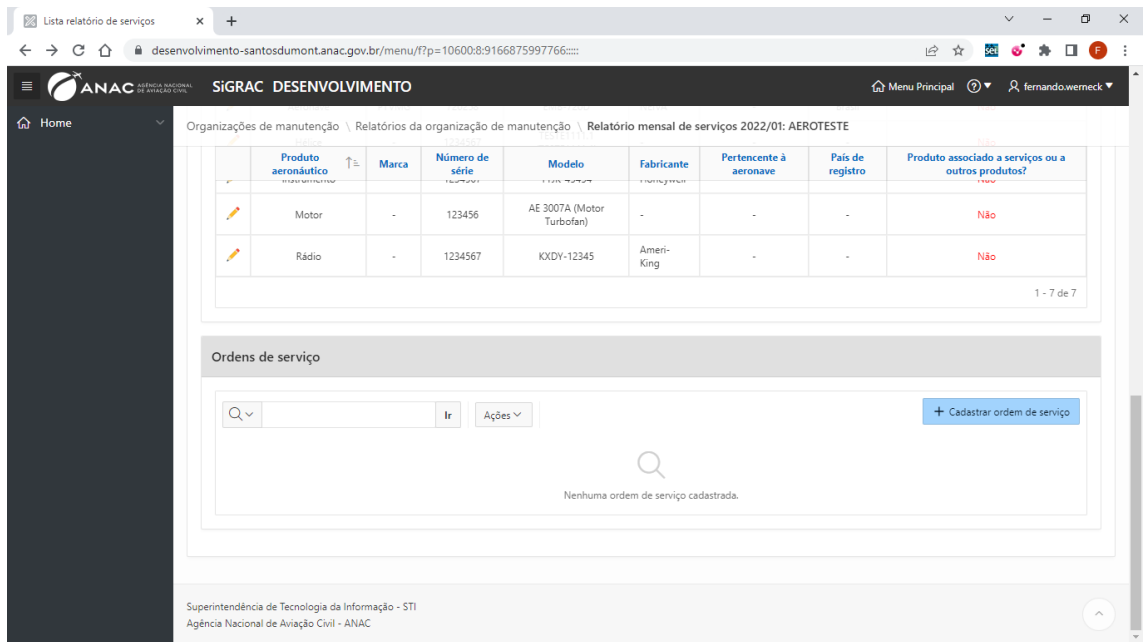 Lista relatório de serviços
desenvolvimento-santosdumont.anac.gov.br/menu/f?p=10600:8:9166875997766:::::
set
F
ANAC AGÊNCIA NACIONAL DE AVIAÇÃO CIVIL
SiGRAC DESENVOLVIMENTO
Menu Principal
fernando.werneck
Home
Organizações de manutenção \ Relatórios da organização de manutenção \ Relatório mensal de serviços 2022/01: AEROTESTE
Produto aeronáutico Marca Número de série Modelo Fabricante Pertencente à aeronave País de registro Produto associado a serviços ou a outros produtos?
Motor - 123456 AE 3007A (Motor Turbofan) - - - Não
Rádio - 1234567 KXDY-12345 Ameri-King - - Não
1 - 7 de 7
Ordens de serviço
Ir
Ações
+ Cadastrar ordem de serviço
Nenhuma ordem de serviço cadastrada.
Superintendência de Tecnologia da Informação - STI
Agência Nacional de Aviação Civil - ANAC